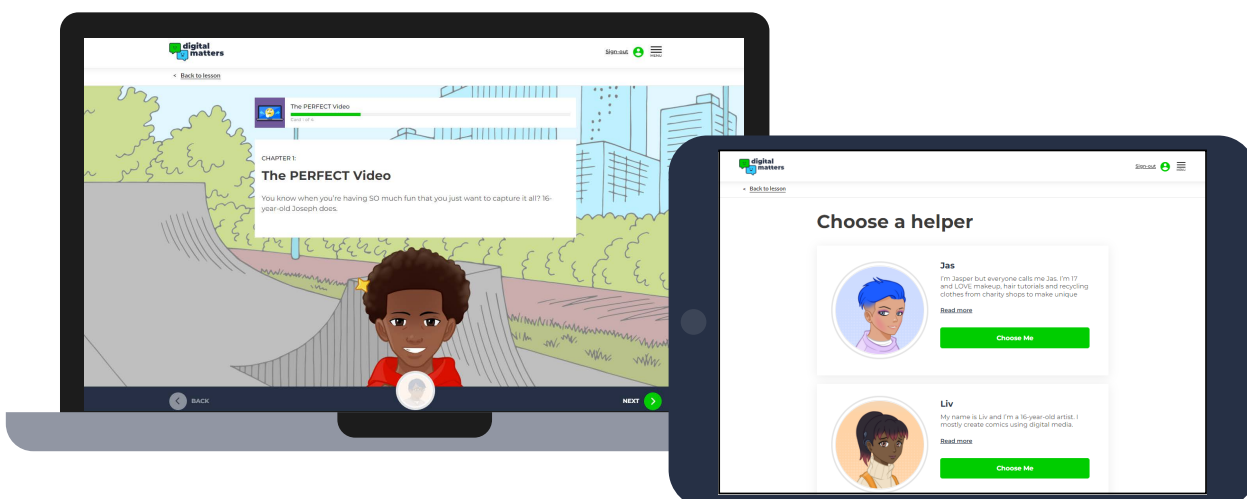 digital
matters
Sign-out
MENU
< Back to lesson
The PERFECT Video
CHAPTER 1:
The PERFECT Video
You know when you're having SO much fun that you just want to capture it all? 16-
year-old Joseph does.
BACK
NEXT
digital
matters
Sign-out
< Back to lesson
Choose a helper
Jas
I'm Jasper but everyone calls me Jas. I'm 17
and LOVE makeup, hair tutorials and recycling
clothes from charity shops to make unique
Read more
Choose Me
Liv
My name is Liv and I'm a 16-year-old artist. I
mostly create comics using digital media.
Read more
Choose Me